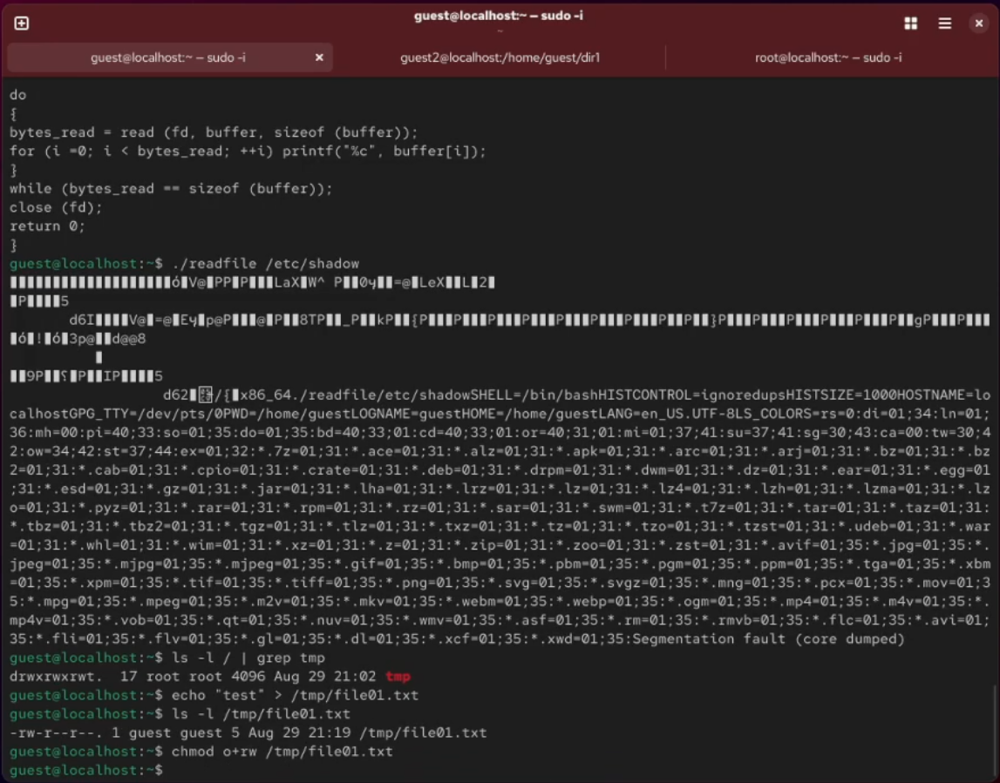 guest@localhost:~ — sudo -i
~
guest@localhost:~ — sudo -i
guest2@localhost:/home/guest/dir1
root@localhost:~ — sudo -i
do
{
bytes_read = read (fd, buffer, sizeof (buffer));
for (i =0; i < bytes_read; ++i) printf("%c", buffer[i]);
}
while (bytes_read == sizeof (buffer));
close (fd);
return 0;
}
guest@localhost:~$ ./readfile /etc/shadow
x86_64./readfile/etc/shadowSHELL=/bin/bashHISTCONTROL=ignoredupsHISTSIZE=1000HOSTNAME=lo
calhostGPG_TTY=/dev/pts/0PWD=/home/guestLOGNAME=guestHOME=/home/guestLANG=en_US.UTF-8LS_COLORS=rs=0:di=01;34:ln=01;
36:mh=00:pi=40;33:so=01;35:do=01;35:bd=40;33;01:cd=40;33;01:or=40;31;01:mi=01;37;41:su=37;41:sg=30;43:ca=00:tw=30;4
2:ow=34;42:st=37;44:ex=01;32:*.7z=01;31:*.ace=01;31:*.alz=01;31:*.apk=01;31:*.arc=01;31:*.arj=01;31:*.bz=01;31:*.bz
2=01;31:*.cab=01;31:*.cpio=01;31:*.crate=01;31:*.deb=01;31:*.drpm=01;31:*.dwm=01;31:*.dz=01;31:*.ear=01;31:*.egg=01
;31:*.esd=01;31:*.gz=01;31:*.jar=01;31:*.lha=01;31:*.lrz=01;31:*.lz=01;31:*.lz4=01;31:*.lzh=01;31:*.lzma=01;31:*.lz
o=01;31:*.pyz=01;31:*.rar=01;31:*.rpm=01;31:*.rz=01;31:*.sar=01;31:*.swm=01;31:*.t7z=01;31:*.tar=01;31:*.taz=01;31:
*.tbz=01;31:*.tbz2=01;31:*.tgz=01;31:*.tlz=01;31:*.txz=01;31:*.tz=01;31:*.tzo=01;31:*.tzst=01;31:*.udeb=01;31:*.war
=01;31:*.whl=01;31:*.wim=01;31:*.xz=01;31:*.z=01;31:*.zip=01;31:*.zoo=01;31:*.zst=01;31:*.avif=01;35:*.jpg=01;35:*.
jpeg=01;35:*.mjpg=01;35:*.mjpeg=01;35:*.gif=01;35:*.bmp=01;35:*.pbm=01;35:*.pgm=01;35:*.ppm=01;35:*.tga=01;35:*.xbm
=01;35:*.xpm=01;35:*.tif=01;35:*.tiff=01;35:*.png=01;35:*.svg=01;35:*.svgz=01;35:*.mng=01;35:*.pcx=01;35:*.mov=01;3
5:*.mpg=01;35:*.mpeg=01;35:*.m2v=01;35:*.mkv=01;35:*.webm=01;35:*.webp=01;35:*.ogm=01;35:*.mp4=01;35:*.m4v=01;35:*.
mp4v=01;35:*.vob=01;35:*.qt=01;35:*.nuv=01;35:*.wmv=01;35:*.asf=01;35:*.rm=01;35:*.rmvb=01;35:*.flc=01;35:*.avi=01;
35:*.fli=01;35:*.flv=01;35:*.gl=01;35:*.dl=01;35:*.xcf=01;35:*.xwd=01;35:Segmentation fault (core dumped)
guest@localhost:~$ ls -l / | grep tmp
drwxrwxrwt.  17 root root 4096 Aug 29 21:02 tmp
guest@localhost:~$ echo "test" > /tmp/file01.txt
guest@localhost:~$ ls -l /tmp/file01.txt
-rw-r--r--. 1 guest guest 5 Aug 29 21:19 /tmp/file01.txt
guest@localhost:~$ chmod o+rw /tmp/file01.txt
guest@localhost:~$